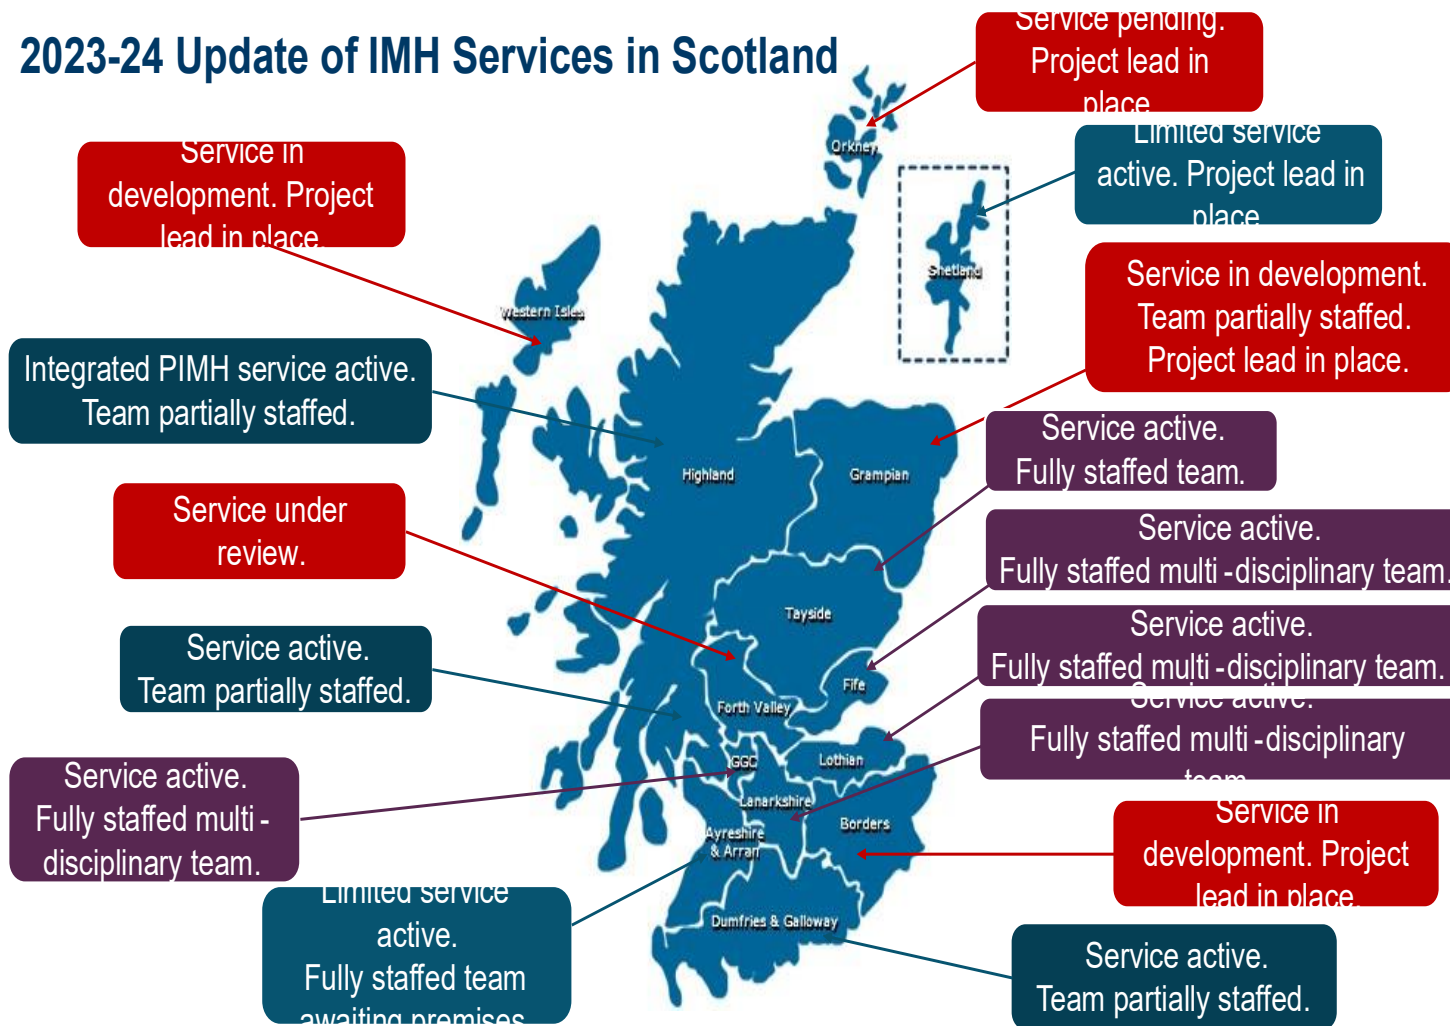 2023-24 Update of IMH Services in Scotland
Service pending.
Project lead in
place
Limited service
active. Project lead in
place
Service in
development. Project
lead in place.
Service in development.
Team partially staffed.
Project lead in place.
Integrated PIMH service active.
Team partially staffed.
Service active.
Fully staffed team.
Service under
review.
Service active.
Fully staffed multi -disciplinary team.
Service active.
Team partially staffed.
Service active.
Fully staffed multi -disciplinary team.
Service active.
Fully staffed multi -disciplinary
team
Service active.
Fully staffed multi -
disciplinary team.
Service in
development. Project
lead in place.
Limited service
active.
Fully staffed team
awaiting premises
Service active.
Team partially staffed.
Orkney
Shetland
Western Isles
Highland
Grampian
Tayside
Fife
Forth Valley
GGC
Lothian
Lanarkshire
Ayreshire
& Arran
Borders
Dumfries & Galloway